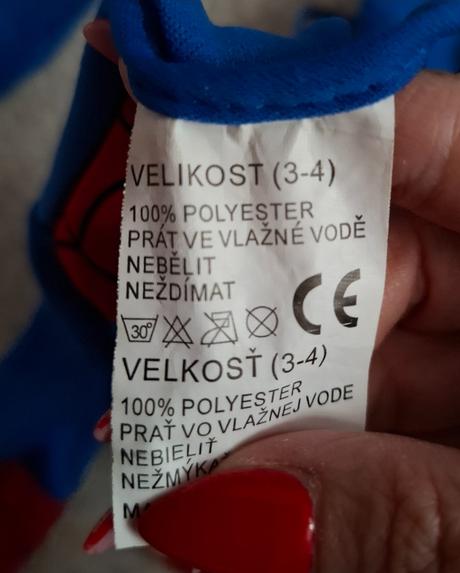 VELIKOST (3-4)
100% POLYESTER
PRÁT VE VLAŽNÉ VODĚ
NEBĚLIT
NEŽDÍMAT
CE
30°
VELKOSŤ (3-4)
100% POLYESTER
PRAŤ VO VLAŽNEJ VODE
NEBIELIŤ